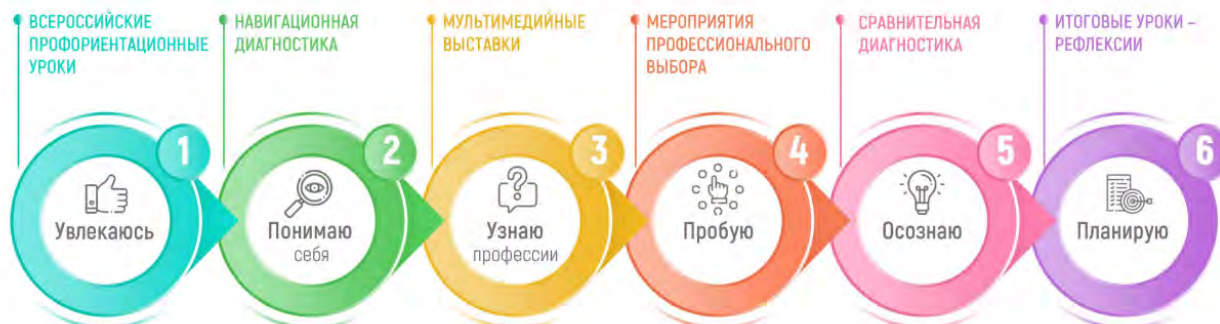 ВСЕРОССИЙСКИЕ
ПРОФОРИЕНТАЦИОННЫЕ
УРОКИ
1
Увлекаюсь
НАВИГАЦИОННАЯ
ДИАГНОСТИКА
2
Понимаю
себя
МУЛЬТИМЕДИЙНЫЕ
ВЫСТАВКИ
3
Узнаю
профессии
МЕРОПРИЯТИЯ
ПРОФЕССИОНАЛЬНОГО
ВЫБОРА
4
Пробую
СРАВНИТЕЛЬНАЯ
ДИАГНОСТИКА
5
Осознаю
ИТОГОВЫЕ УРОКИ –
РЕФЛЕКСИИ
6
Планирую